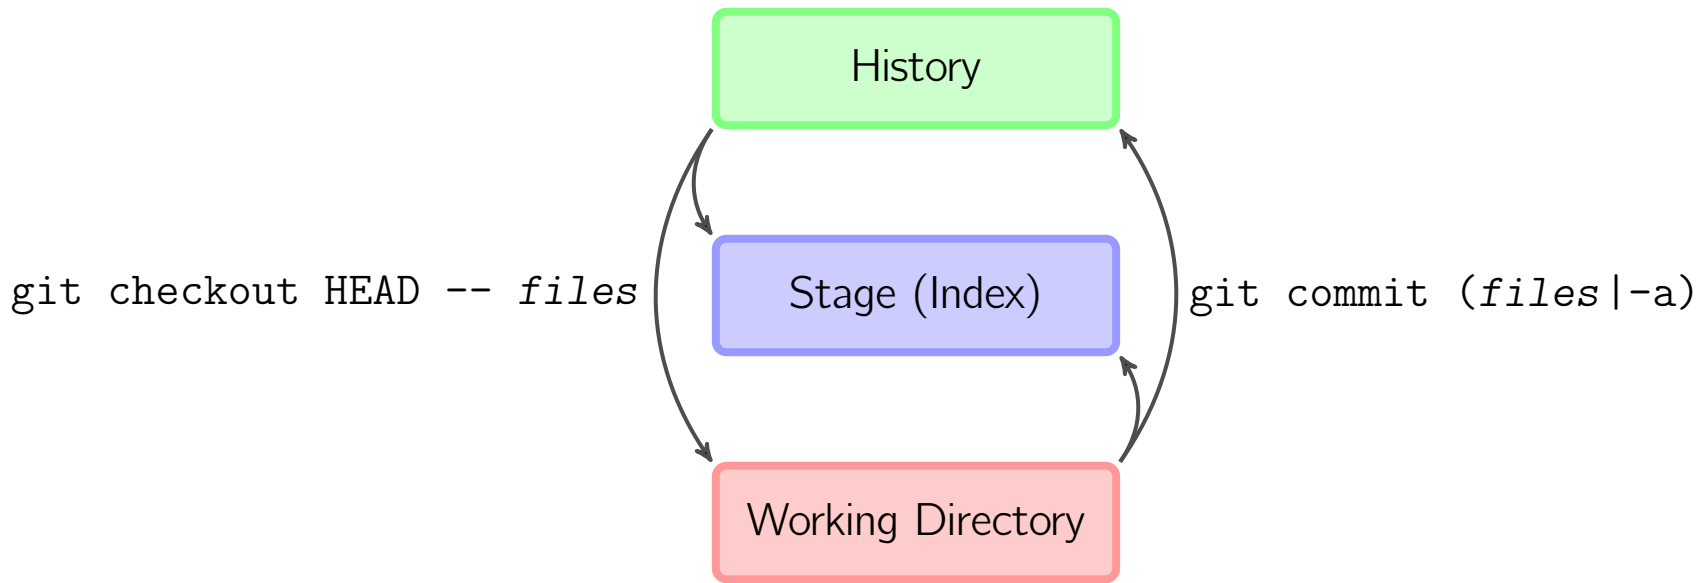 History
git checkout HEAD -- files
Stage (Index)
git commit (files|-a)
Working Directory